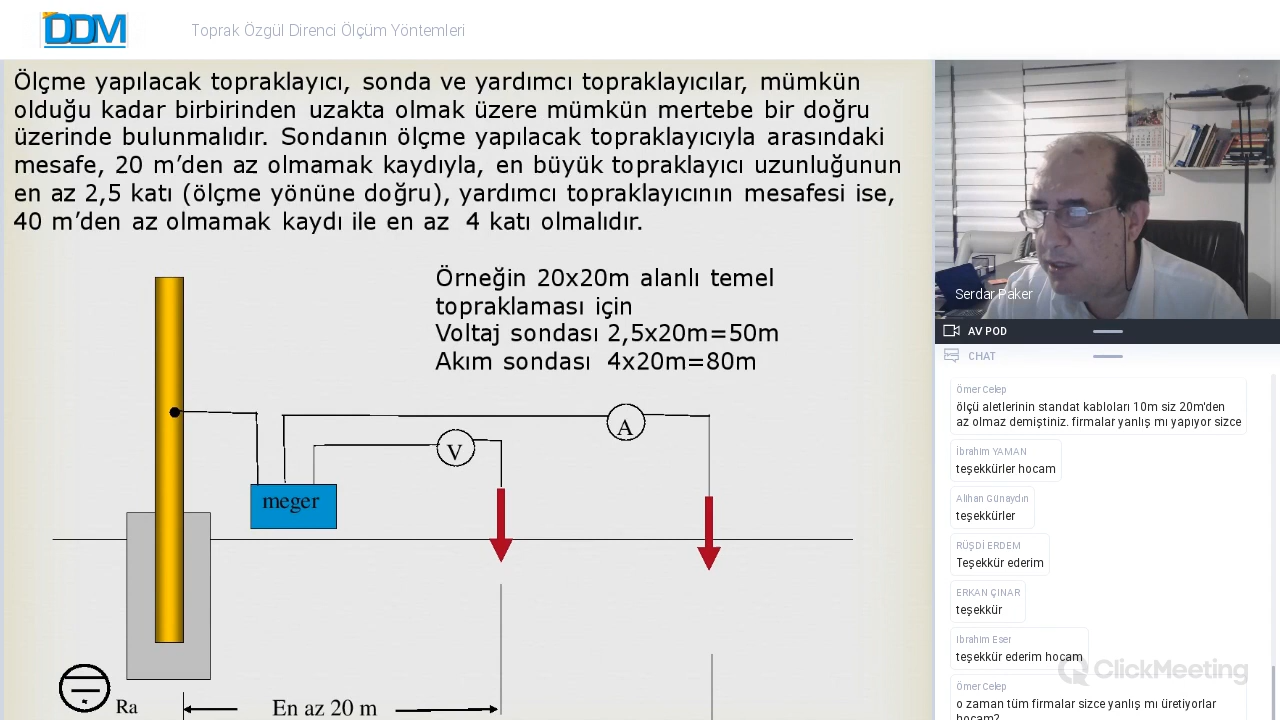 DDM
Toprak Özgül Direnci Ölçüm Yöntemleri
Ölçme yapılacak topraklayıcı, sonda ve yardımcı topraklayıcılar, mümkün
olduğu kadar birbirinden uzakta olmak üzere mümkün mertebe bir doğru
üzerinde bulunmalıdır. Sondanın ölçme yapılacak topraklayıcıyla arasındaki
mesafe, 20 m’den az olmamak kaydıyla, en büyük topraklayıcı uzunluğunun
en az 2,5 katı (ölçme yönüne doğru), yardımcı topraklayıcının mesafesi ise,
40 m’den az olmamak kaydı ile en az 4 katı olmalıdır.
Örneğin 20x20m alanlı temel
topraklaması için
Voltaj sondası 2,5x20m=50m
Akım sondası 4x20m=80m
A
V
meger
Ra
En az 20 m
Serdar Paker
AV POD
CHAT
Ömer Celep
ölçü aletlerinin standat kabloları 10m siz 20m'den
az olmaz demiştiniz. firmalar yanlış mı yapıyor sizce
İbrahim YAMAN
teşekkürler hocam
Alihan Günaydın
teşekkürler
RÜŞDİ ERDEM
Teşekkür ederim
ERKAN ÇINAR
teşekkür
Ibrahim Eser
teşekkür ederim hocam
ClickMeeting
Ömer Celep
o zaman tüm firmalar sizce yanlış mı üretiyorlar
hocam?